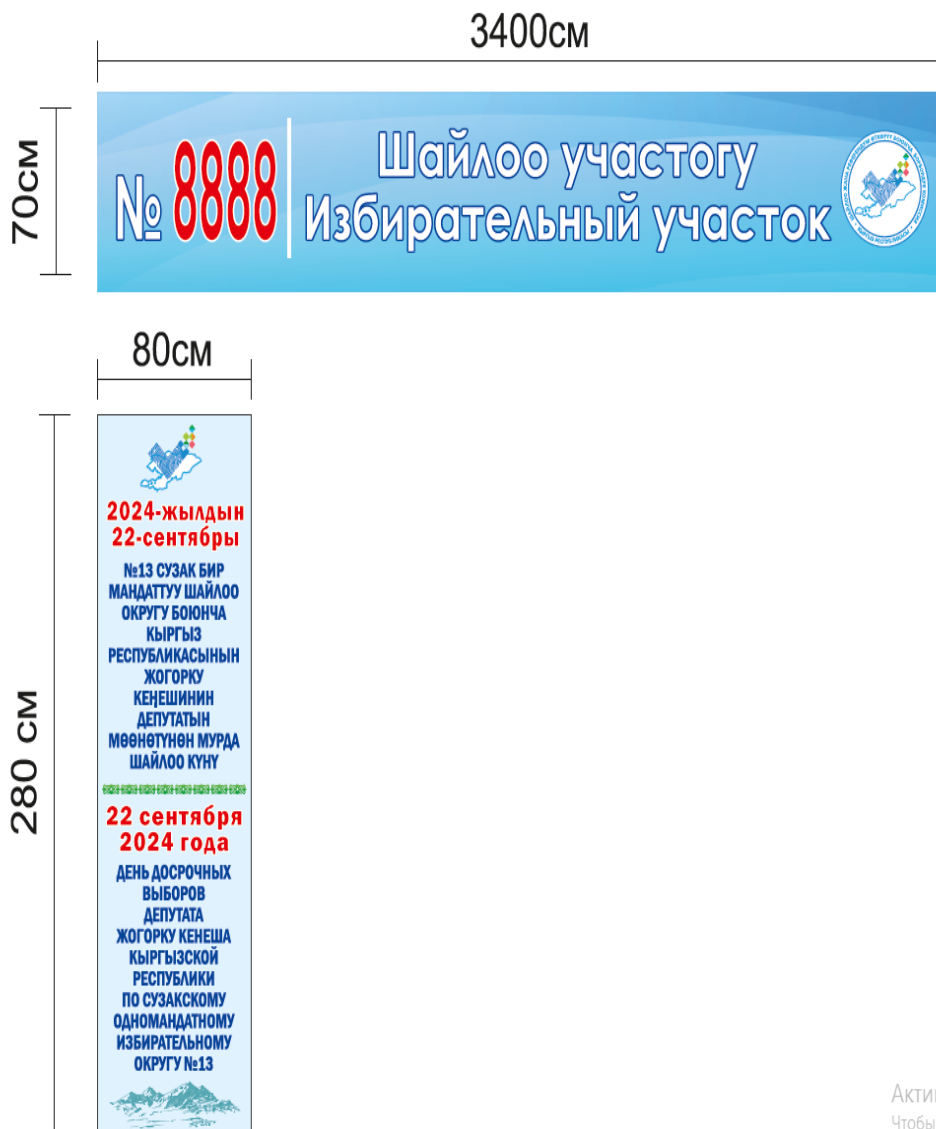 3400см
70см
№ 8888
Шайлоо участогу
Избирательный участок
80см
280 см
2024-жылдын
22-сентябры
№13 СУЗАК БИР
МАНДАТТУУ ШАЙЛОО
ОКРУГУ БОЮНЧА
КЫРГЫЗ
РЕСПУБЛИКАСЫНЫН
ЖОГОРКУ
КЕҢЕШИНИН
ДЕПУТАТЫН
МӨӨНӨТҮНӨН МУРДА
ШАЙЛОО КҮНҮ
22 сентября
2024 года
ДЕНЬ ДОСРОЧНЫХ
ВЫБОРОВ
ДЕПУТАТА
ЖОГОРКУ КЕНЕША
КЫРГЫЗСКОЙ
РЕСПУБЛИКИ
ПО СУЗАКСКОМУ
ОДНОМАНДАТНОМУ
ИЗБИРАТЕЛЬНОМУ
ОКРУГУ №13
Акти
Чтобы